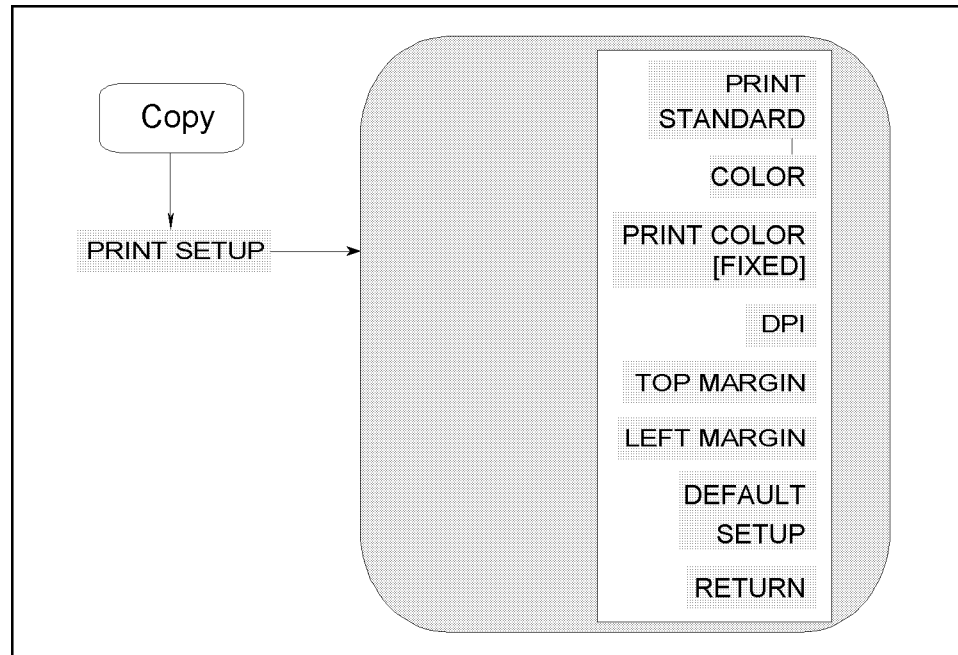 Copy
PRINT SETUP
PRINT
STANDARD
COLOR
PRINT COLOR
[FIXED]
DPI
TOP MARGIN
LEFT MARGIN
DEFAULT
SETUP
RETURN